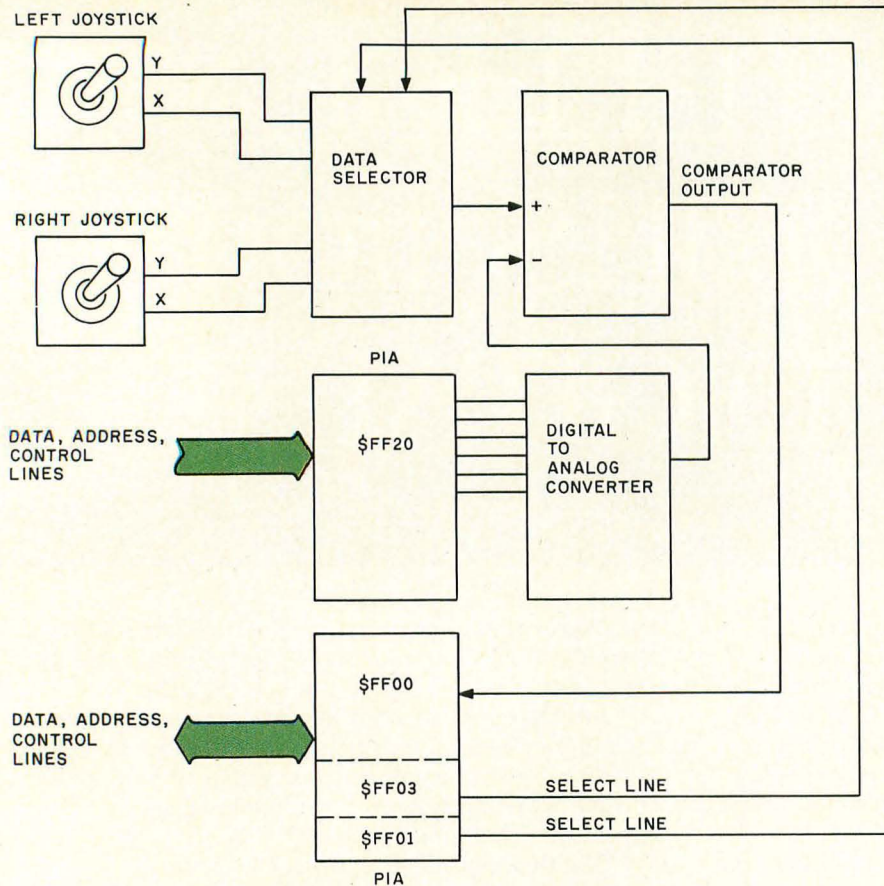 LEFT JOYSTICK
Y
X
RIGHT JOYSTICK
Y
X
DATA
SELECTOR
+
-
COMPARATOR
COMPARATOR
OUTPUT
PIA
$FF20
DATA, ADDRESS,
CONTROL
LINES
DIGITAL
TO
ANALOG
CONVERTER
$FF00
DATA, ADDRESS,
CONTROL
LINES
$FF03
SELECT LINE
$FF01
SELECT LINE
PIA